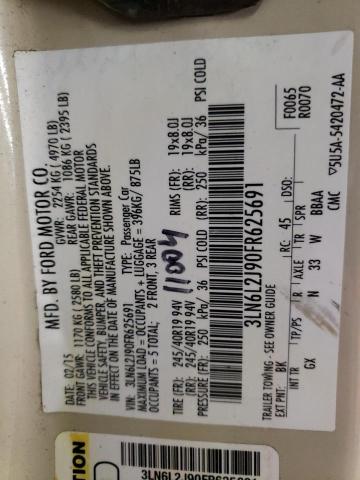 MFD. BY FORD MOTOR CO.
02/15 GVWR: 2254 KG ( 4970 LB)
FRONT GAWR: 1170 KG ( 2580 LB) REAR GAWR: 1086 KG ( 2395 LB)
THIS VEHICLE CONFORMS TO ALL APPLICABLE FEDERAL MOTOR
VEHICLE SAFETY, BUMPER, AND THEFT PREVENTION STANDARDS
IN EFFECT ON THE DATE OF MANUFACTURE SHOWN ABOVE.
VIN: 3LN6L2J90FR625691 TYPE: Passenger Car
MAXIMUM LOAD = OCCUPANTS + LUGGAGE = 396KG/ 875LB
OCCUPANTS = 5 TOTAL: 2 FRONT, 3 REAR
11004
TIRE (FR): 245/40R19 94V RIMS (FR): 19x8.0J
TIRE (RR): 245/40R19 94V RIMS (RR): 19x8.0J
PRESSURE (FR): 250 kPa/ 36 PSI COLD (RR): 250 kPa/ 36 PSI COLD
3LN6L2J90FR625691
TRAILER TOWING - SEE OWNER GUIDE F0065
EXT PNT: BK RC: 45 DSO: R0070
INT TR TP/PS R AXLE TR SPR
GX N 33 W BBAA
CMC 5U5A-5420472-AA
3LN6L2J90FR625691